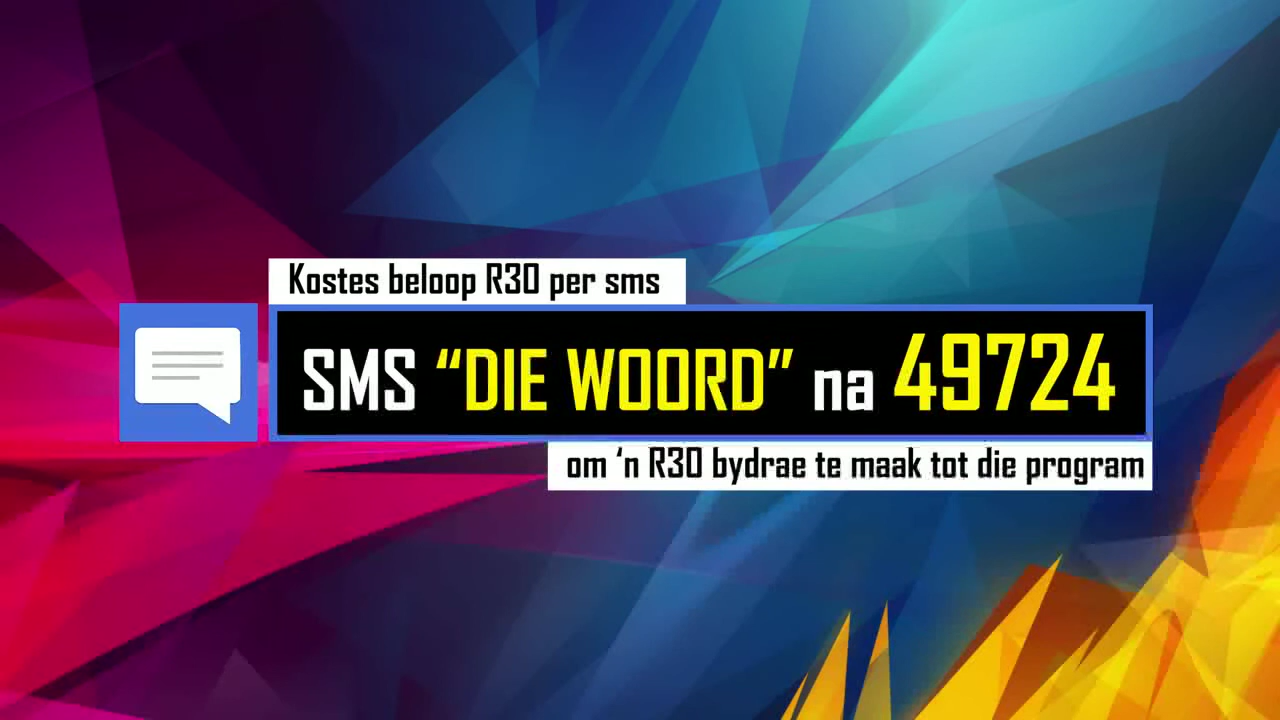 Kostes beloop R30 per sms
SMS “DIE WOORD” na 49724
om ‘n R30 bydrae te maak tot die program